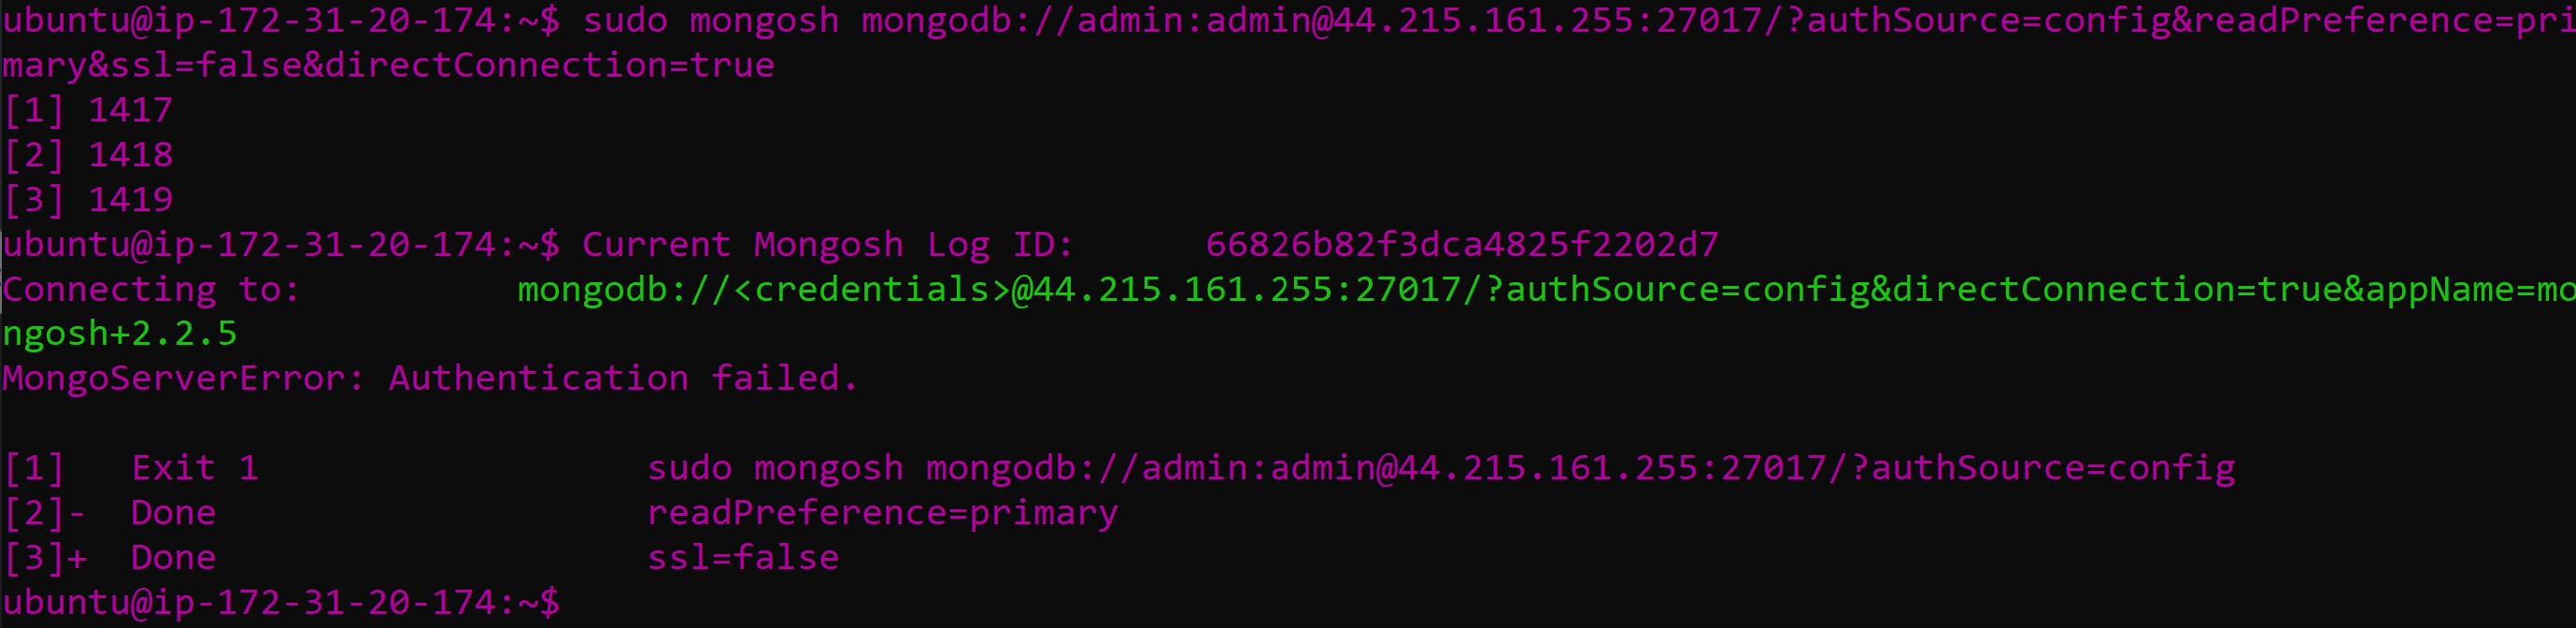 ubuntu@ip-172-31-20-174:~$ sudo mongosh mongodb://admin:admin@44.215.161.255:27017/?authSource=config&readPreference=pri
mary&ssl=false&directConnection=true
[1] 1417
[2] 1418
[3] 1419
ubuntu@ip-172-31-20-174:~$ Current Mongosh Log ID:      66826b82f3dca4825f2202d7
Connecting to:          mongodb://<credentials>@44.215.161.255:27017/?authSource=config&directConnection=true&appName=mo
ngosh+2.2.5
MongoServerError: Authentication failed.

[1]   Exit 1                  sudo mongosh mongodb://admin:admin@44.215.161.255:27017/?authSource=config
[2]-  Done                    readPreference=primary
[3]+  Done                    ssl=false
ubuntu@ip-172-31-20-174:~$